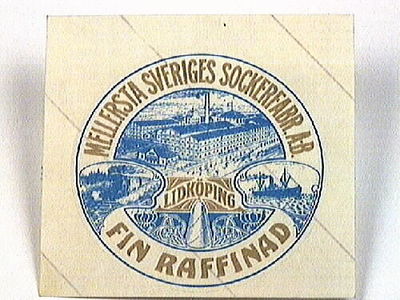 MELLERSTA SVERIGES SOCKERFABR. A.B.
LIDKÖPING
FIN RAFFINAD